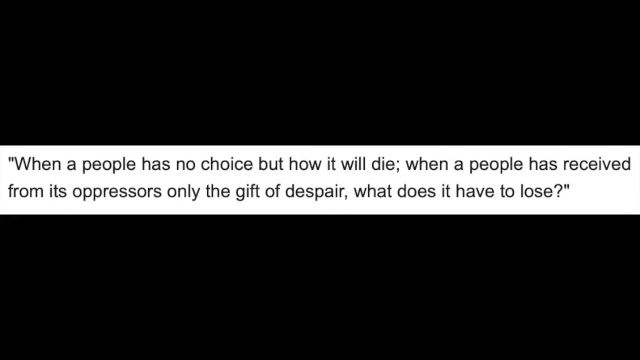 "When a people has no choice but how it will die; when a people has received
from its oppressors only the gift of despair, what does it have to lose?"